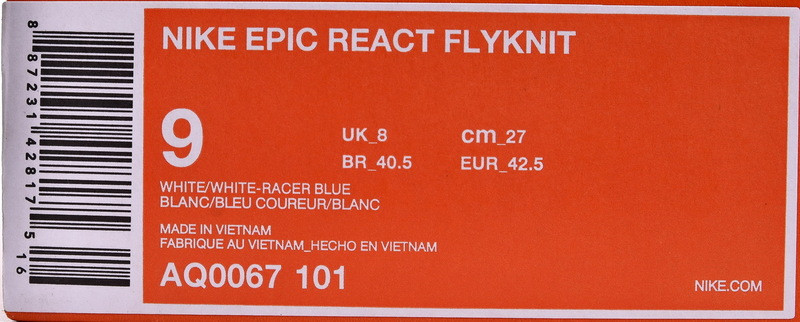 NIKE EPIC REACT FLYKNIT
9
UK_8 cm_27
BR_40.5 EUR_42.5
WHITE/WHITE-RACER BLUE
BLANC/BLEU COUREUR/BLANC
MADE IN VIETNAM
FABRIQUE AU VIETNAM_HECHO EN VIETNAM
AQ0067 101
NIKE.COM
8 87231 42817 5 16